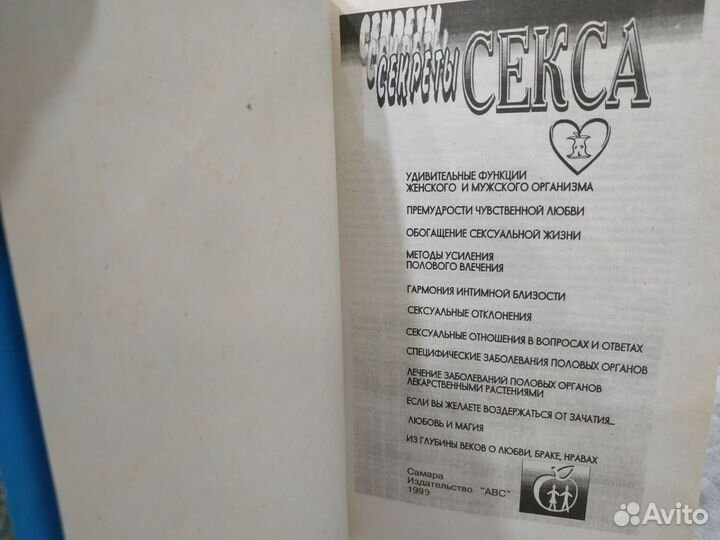 СЕКРЕТЫ
СЕКРЕТЫ
СЕКРЕТЫ СЕКСА
УДИВИТЕЛЬНЫЕ ФУНКЦИИ
ЖЕНСКОГО И МУЖСКОГО ОРГАНИЗМА
ПРЕМУДРОСТИ ЧУВСТВЕННОЙ ЛЮБВИ
ОБОГАЩЕНИЕ СЕКСУАЛЬНОЙ ЖИЗНИ
МЕТОДЫ УСИЛЕНИЯ
ПОЛОВОГО ВЛЕЧЕНИЯ
ГАРМОНИЯ ИНТИМНОЙ БЛИЗОСТИ
СЕКСУАЛЬНЫЕ ОТКЛОНЕНИЯ
СЕКСУАЛЬНЫЕ ОТНОШЕНИЯ В ВОПРОСАХ И ОТВЕТАХ
СПЕЦИФИЧЕСКИЕ ЗАБОЛЕВАНИЯ ПОЛОВЫХ ОРГАНОВ
ЛЕЧЕНИЕ ЗАБОЛЕВАНИЙ ПОЛОВЫХ ОРГАНОВ
ЛЕКАРСТВЕННЫМИ РАСТЕНИЯМИ
ЕСЛИ ВЫ ЖЕЛАЕТЕ ВОЗДЕРЖАТЬСЯ ОТ ЗАЧАТИЯ...
ЛЮБОВЬ И МАГИЯ
ИЗ ГЛУБИНЫ ВЕКОВ О ЛЮБВИ, БРАКЕ, НРАВАХ
Самара
Издательство "АВС"
1999
Avito